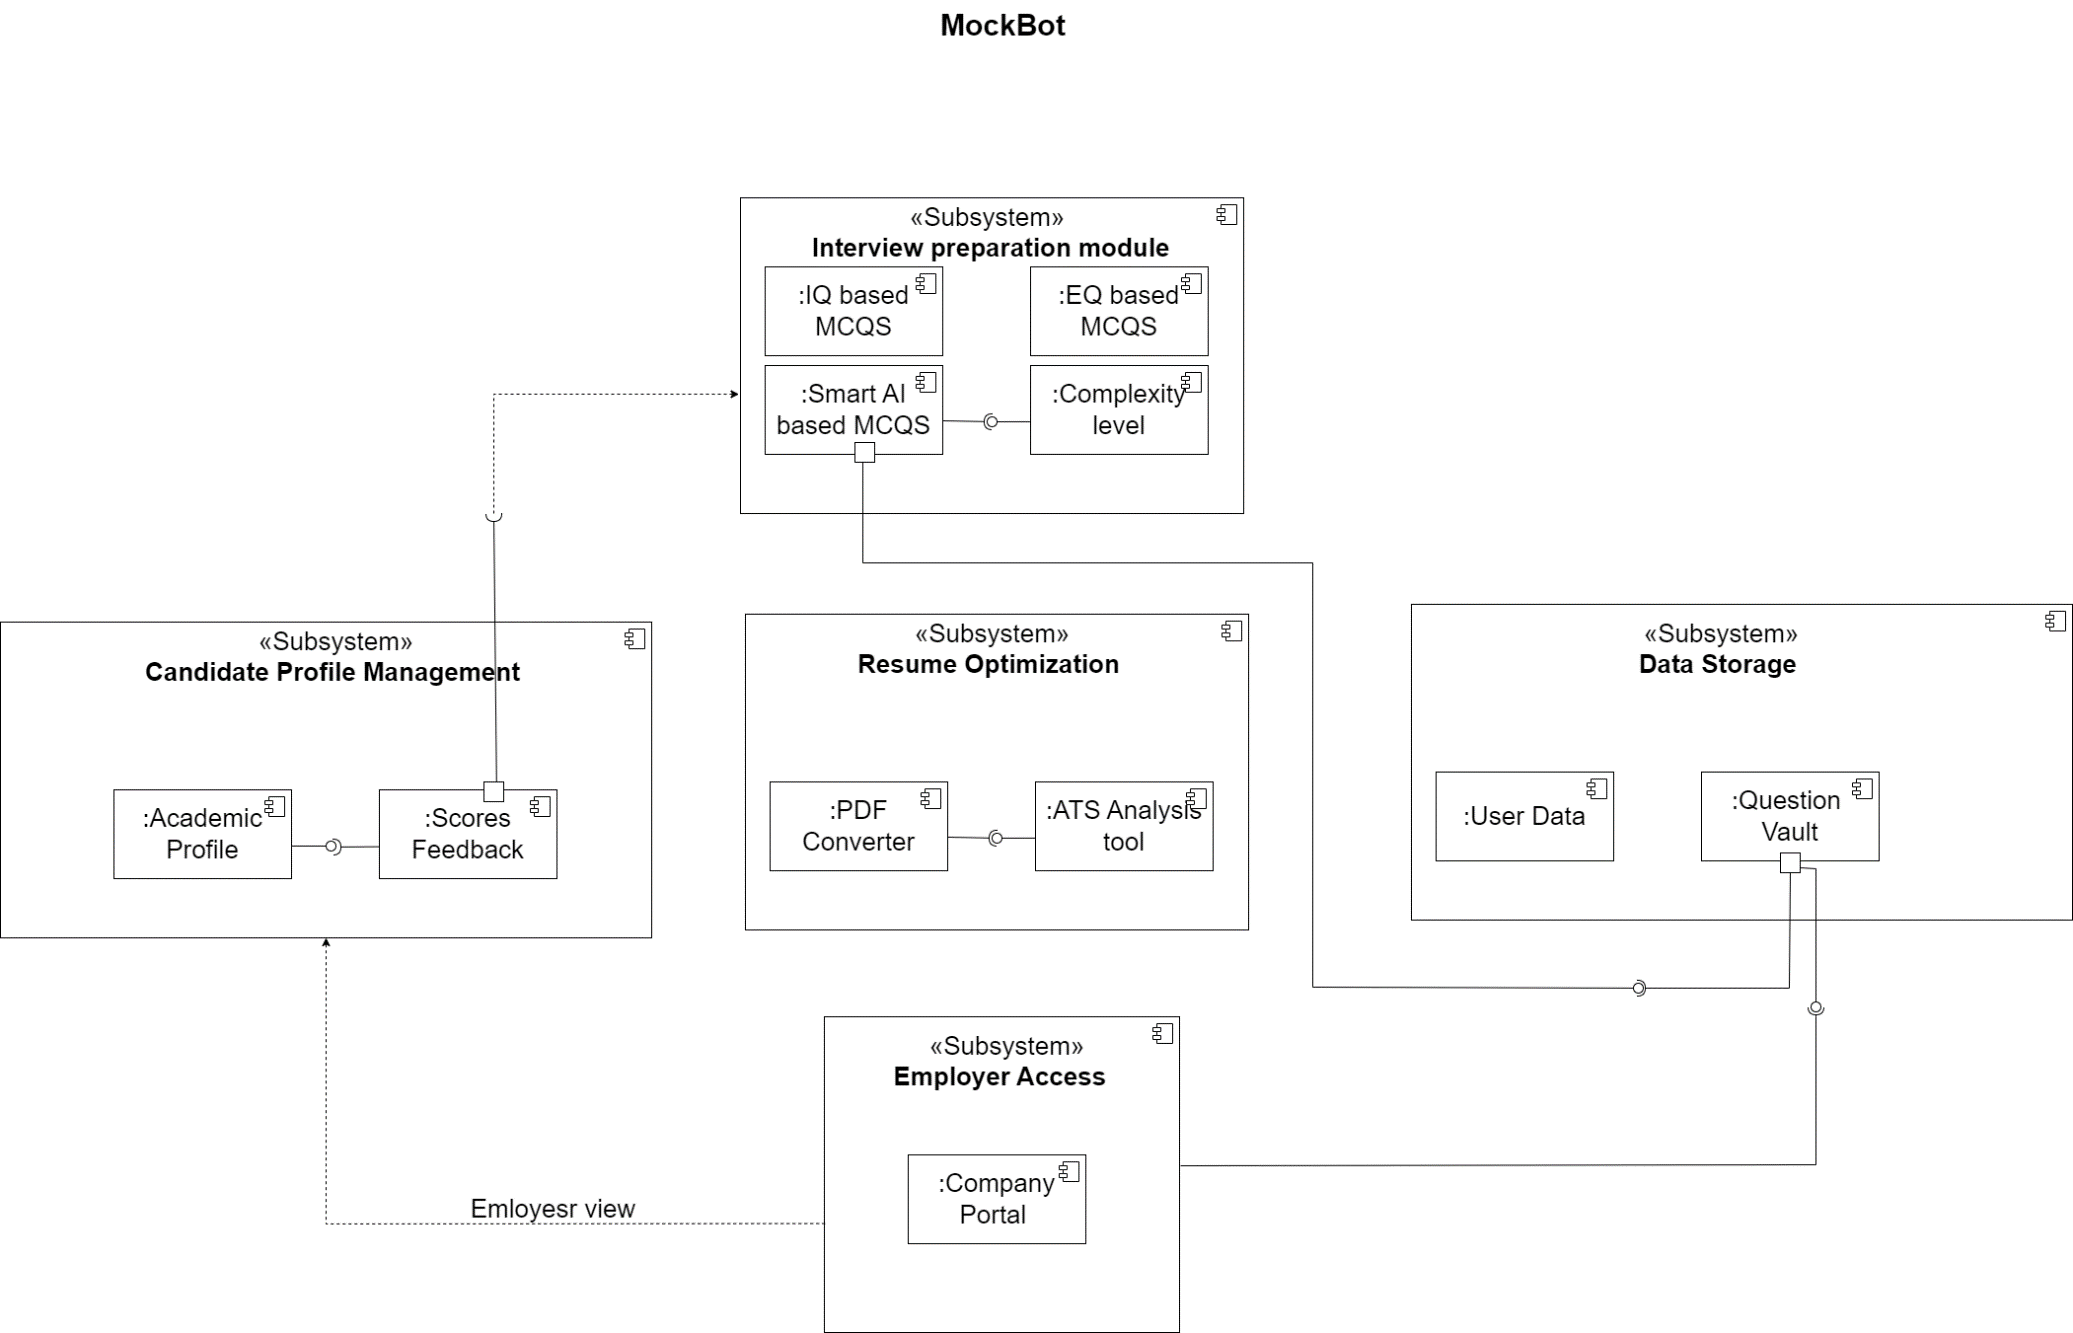 MockBot
«Subsystem»
Interview preparation module
:IQ based
MCQS
:EQ based
MCQS
:Smart AI
based MCQS
:Complexity
level
«Subsystem»
Candidate Profile Management
:Academic
Profile
:Scores
Feedback
«Subsystem»
Resume Optimization
:PDF
Converter
:ATS Analysis
tool
«Subsystem»
Data Storage
:User Data
:Question
Vault
«Subsystem»
Employer Access
:Company
Portal
Emloyesr view